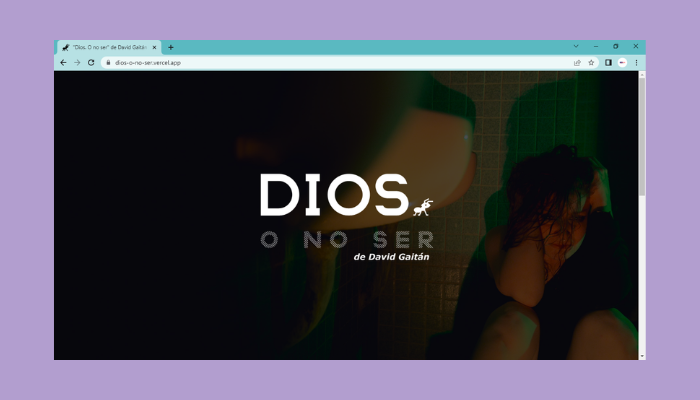 "Dios. O no ser" de David Gaitán
dios-o-no-ser.vercel.app
DIOS
O NO SER
de David Gaitán